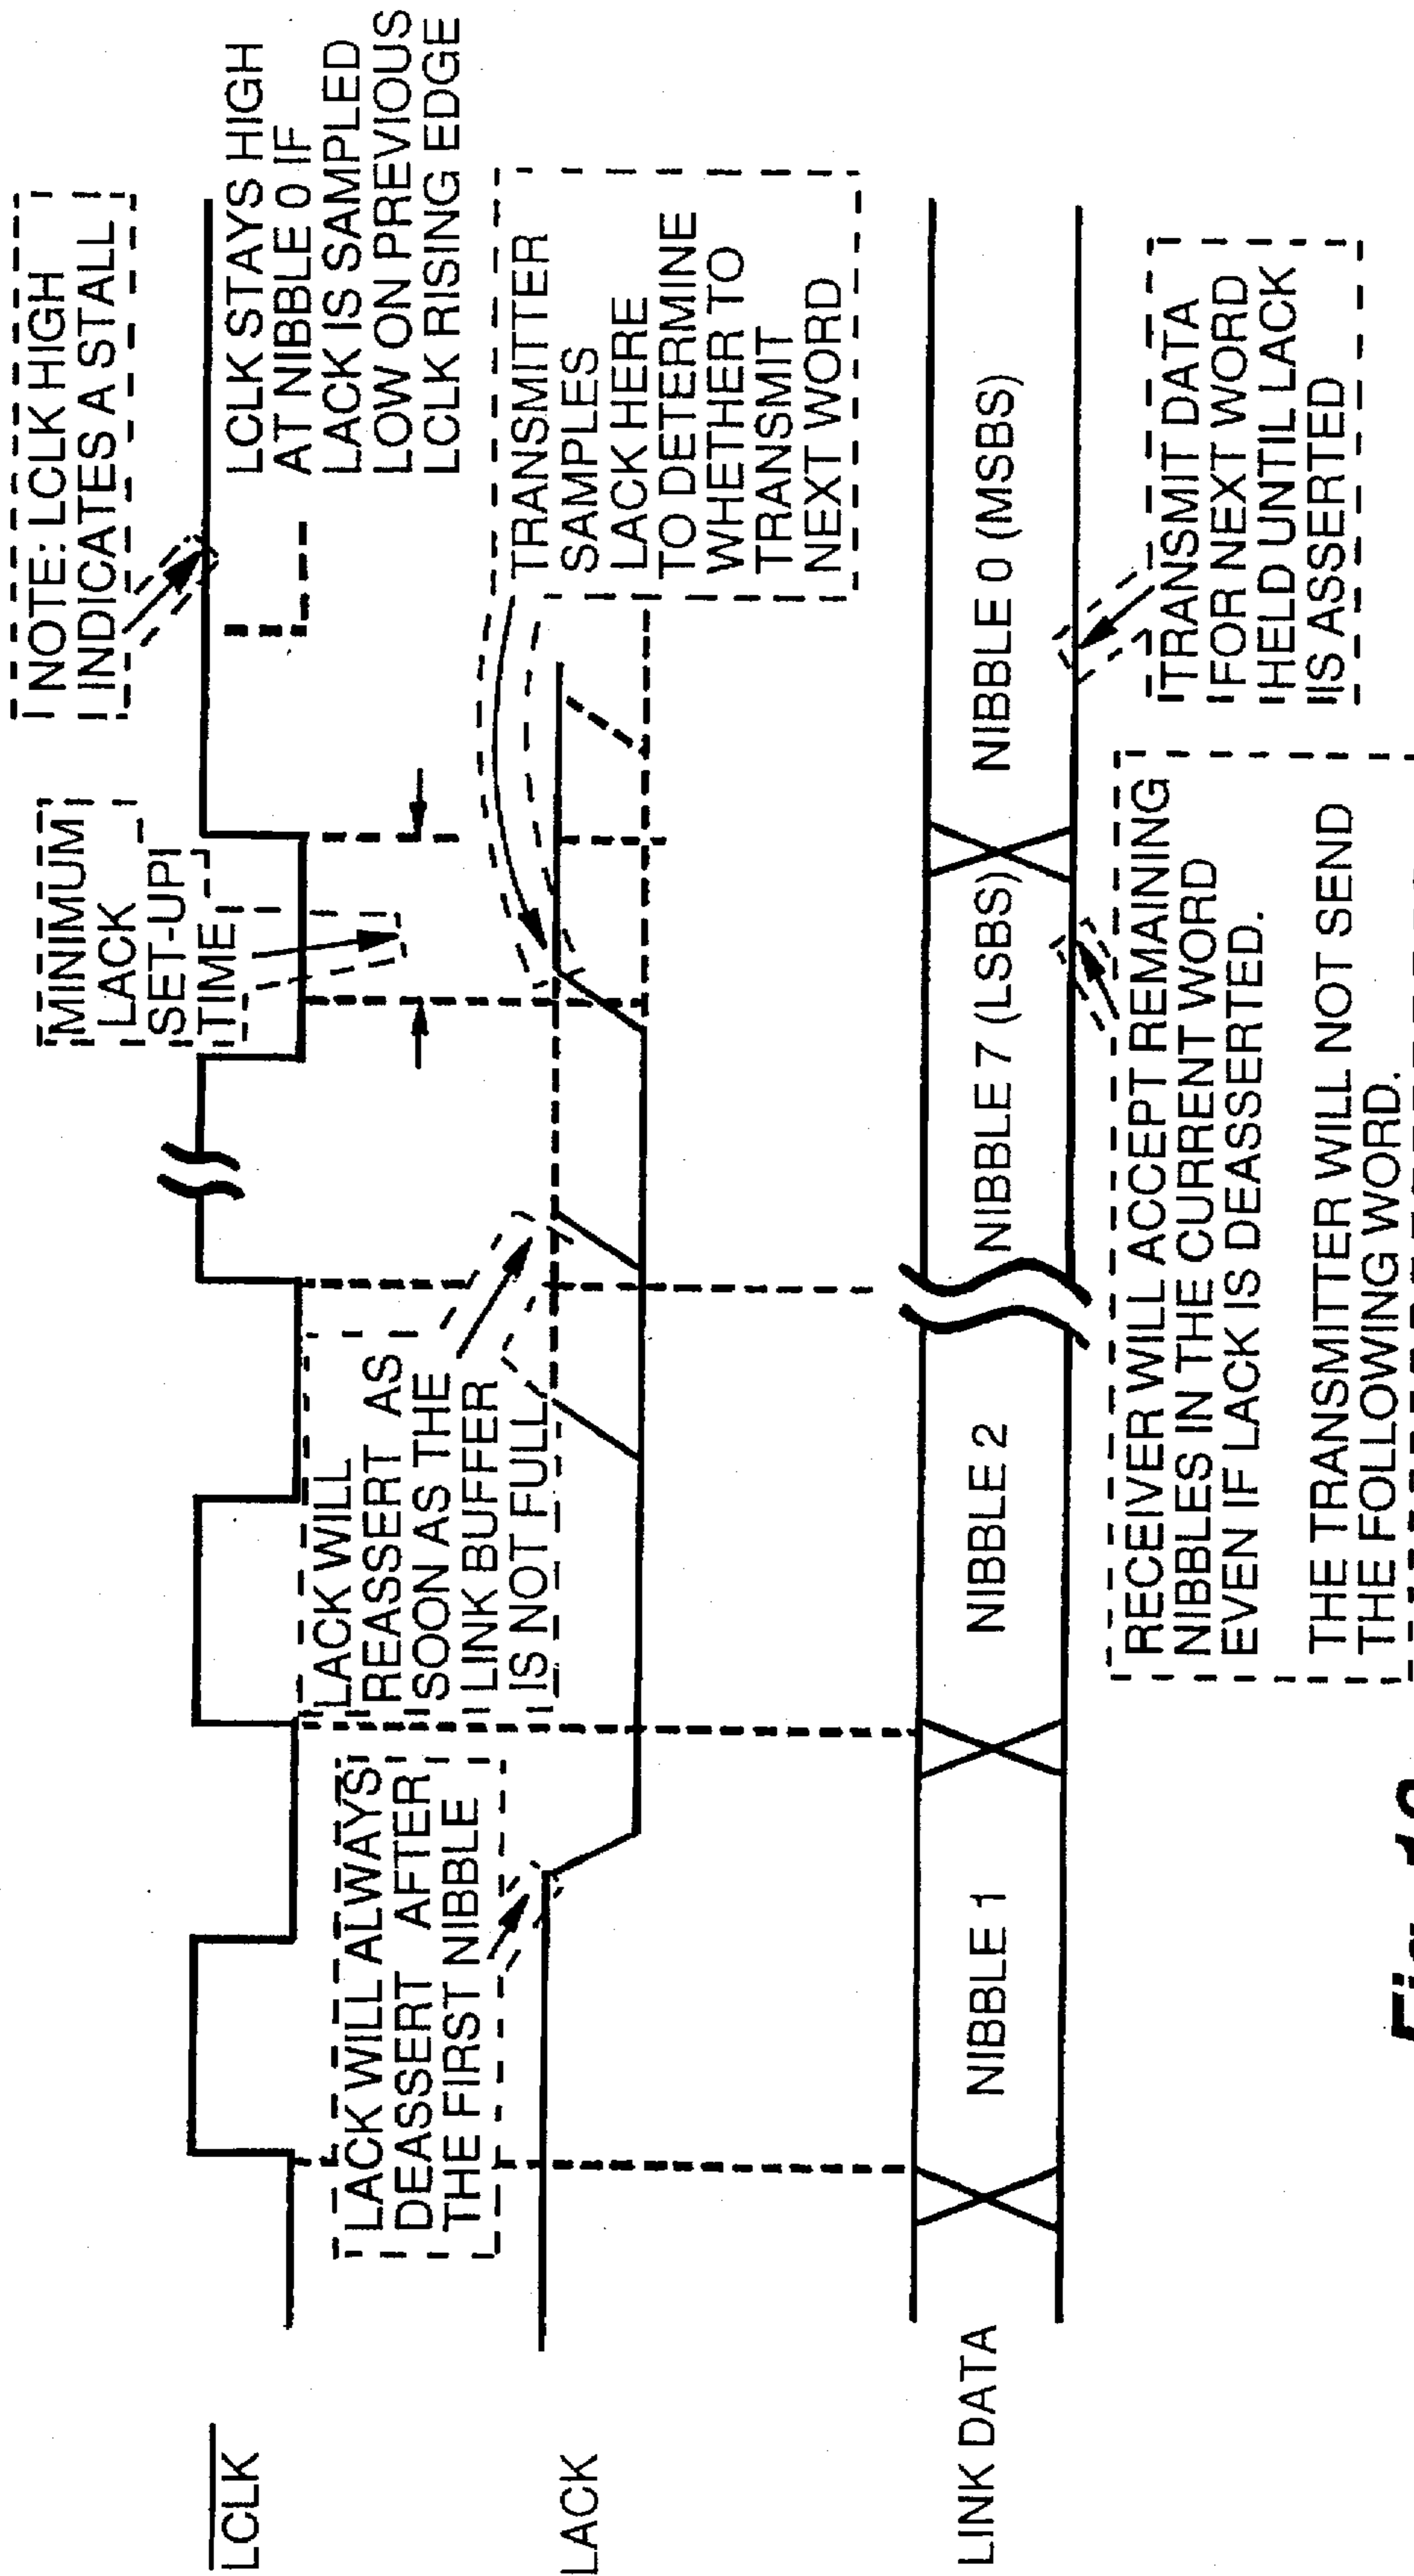 NOTE: LCLK HIGH
INDICATES A STALL
MINIMUM
LACK
SET-UP
TIME
LCLK
LCLK STAYS HIGH
AT NIBBLE 0 IF
LACK IS SAMPLED
LOW ON PREVIOUS
LCLK RISING EDGE
LACK WILL ALWAYS
DEASSERT AFTER
THE FIRST NIBBLE
LACK WILL
REASSERT AS
SOON AS THE
LINK BUFFER
IS NOT FULL
TRANSMITTER
SAMPLES
LACK HERE
TO DETERMINE
WHETHER TO
TRANSMIT
NEXT WORD
LACK
LINK DATA
NIBBLE 1
NIBBLE 2
NIBBLE 7 (LSBS)
NIBBLE 0 (MSBS)
RECEIVER WILL ACCEPT REMAINING
NIBBLES IN THE CURRENT WORD
EVEN IF LACK IS DEASSERTED.
THE TRANSMITTER WILL NOT SEND
THE FOLLOWING WORD.
TRANSMIT DATA
FOR NEXT WORD
HELD UNTIL LACK
IS ASSERTED